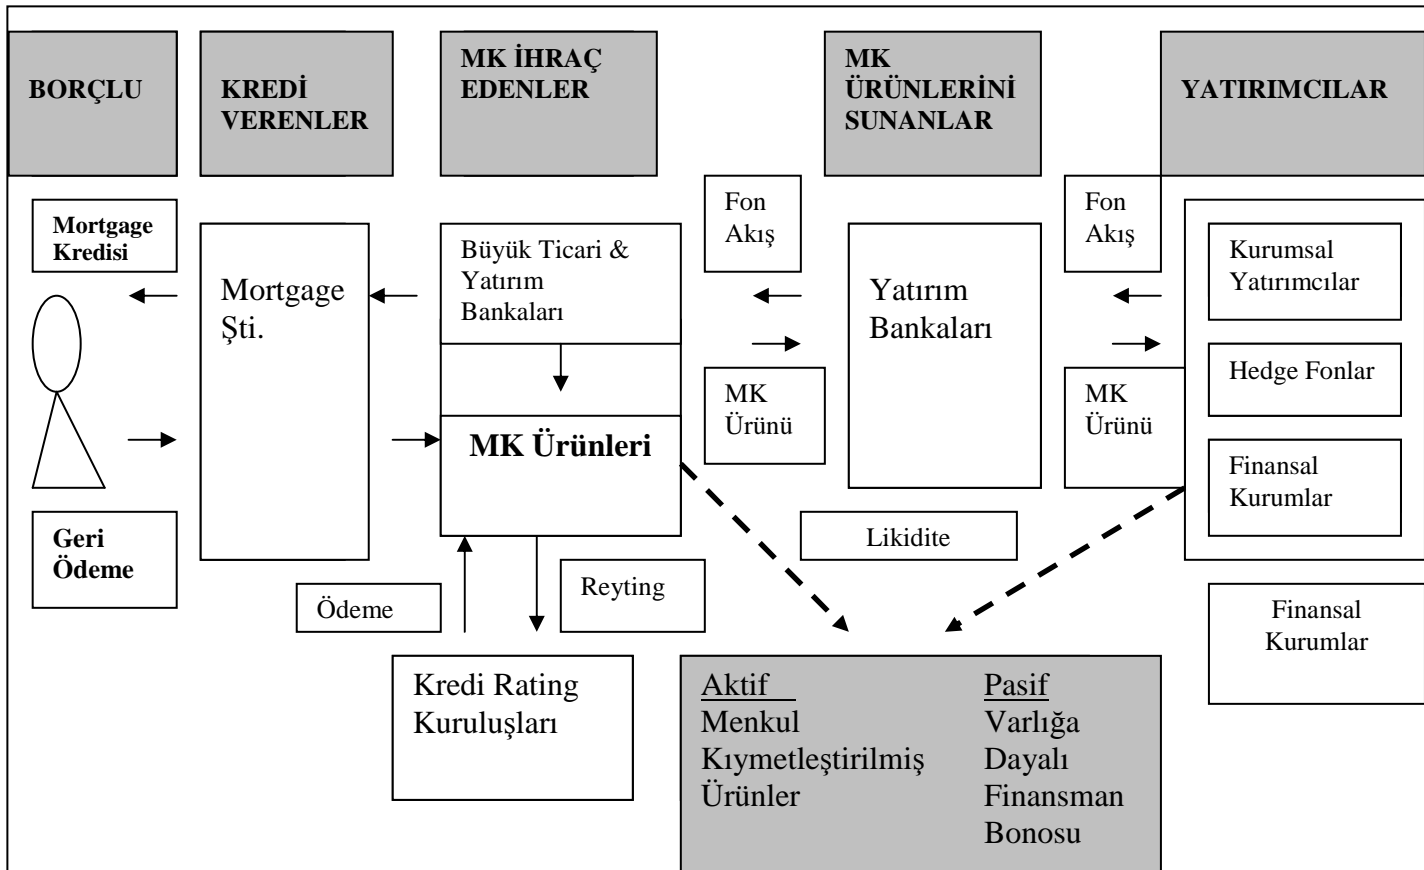 BORÇLU
KREDİ
VERENLER
MK İHRAÇ
EDENLER
MK
ÜRÜNLERİNİ
SUNANLAR
YATIRIMCILAR
Mortgage
Kredisi
Mortgage
Şti.
Büyük Ticari &
Yatırım
Bankaları
Fon
Akış
Yatırım
Bankaları
Fon
Akış
Kurumsal
Yatırımcılar
Hedge Fonlar
Finansal
Kurumlar
MK Ürünleri
MK
Ürünü
MK
Ürünü
Geri
Ödeme
Likidite
Ödeme
Reyting
Finansal
Kurumlar
Kredi Rating
Kuruluşları
Aktif
Menkul
Kıymetleştirilmiş
Ürünler
Pasif
Varlığa
Dayalı
Finansman
Bonosu